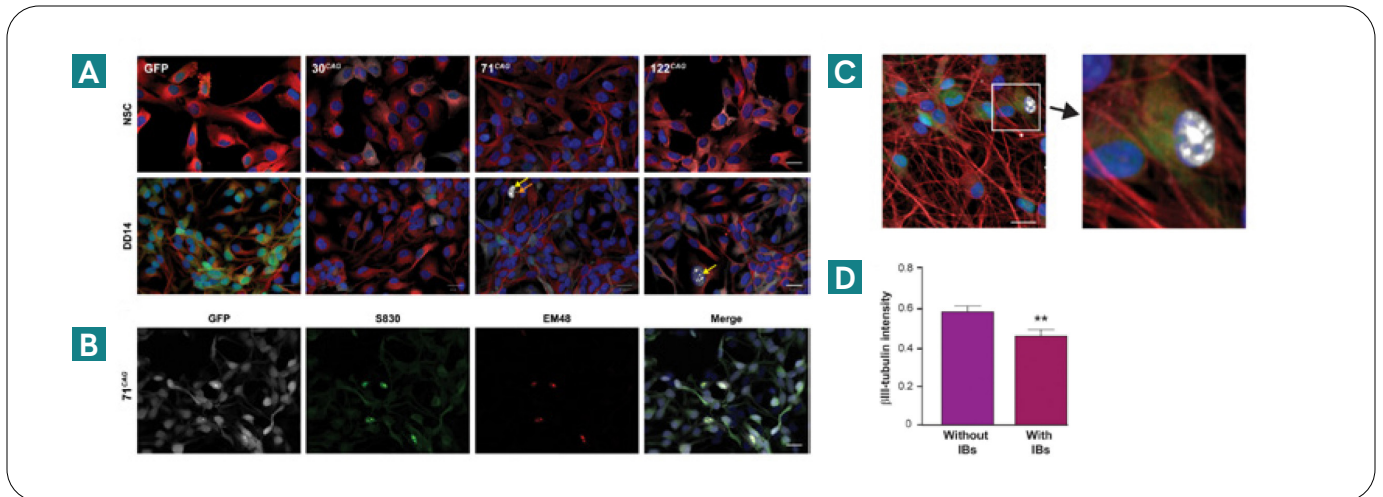 A
GFP
30CAG
71CAG
122CAG
NSC
DD14
B
GFP
S830
EM48
Merge
71CAG
C
*
D
0.8
0.6
0.4
0.2
0
βIII-tubulin intensity
**
Without
IBs
With
IBs